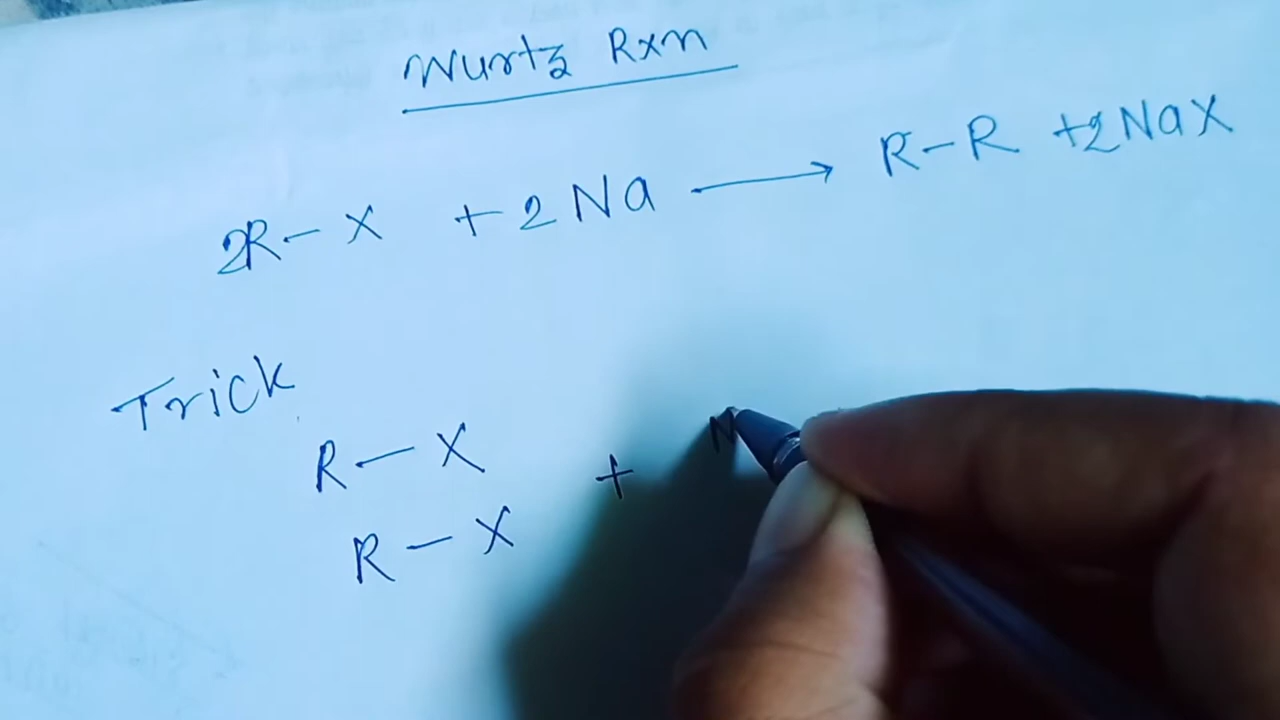 Wurtz Rxn
2R-X + 2Na → R-R + 2NaX
Trick
R-X
+ N
R-X